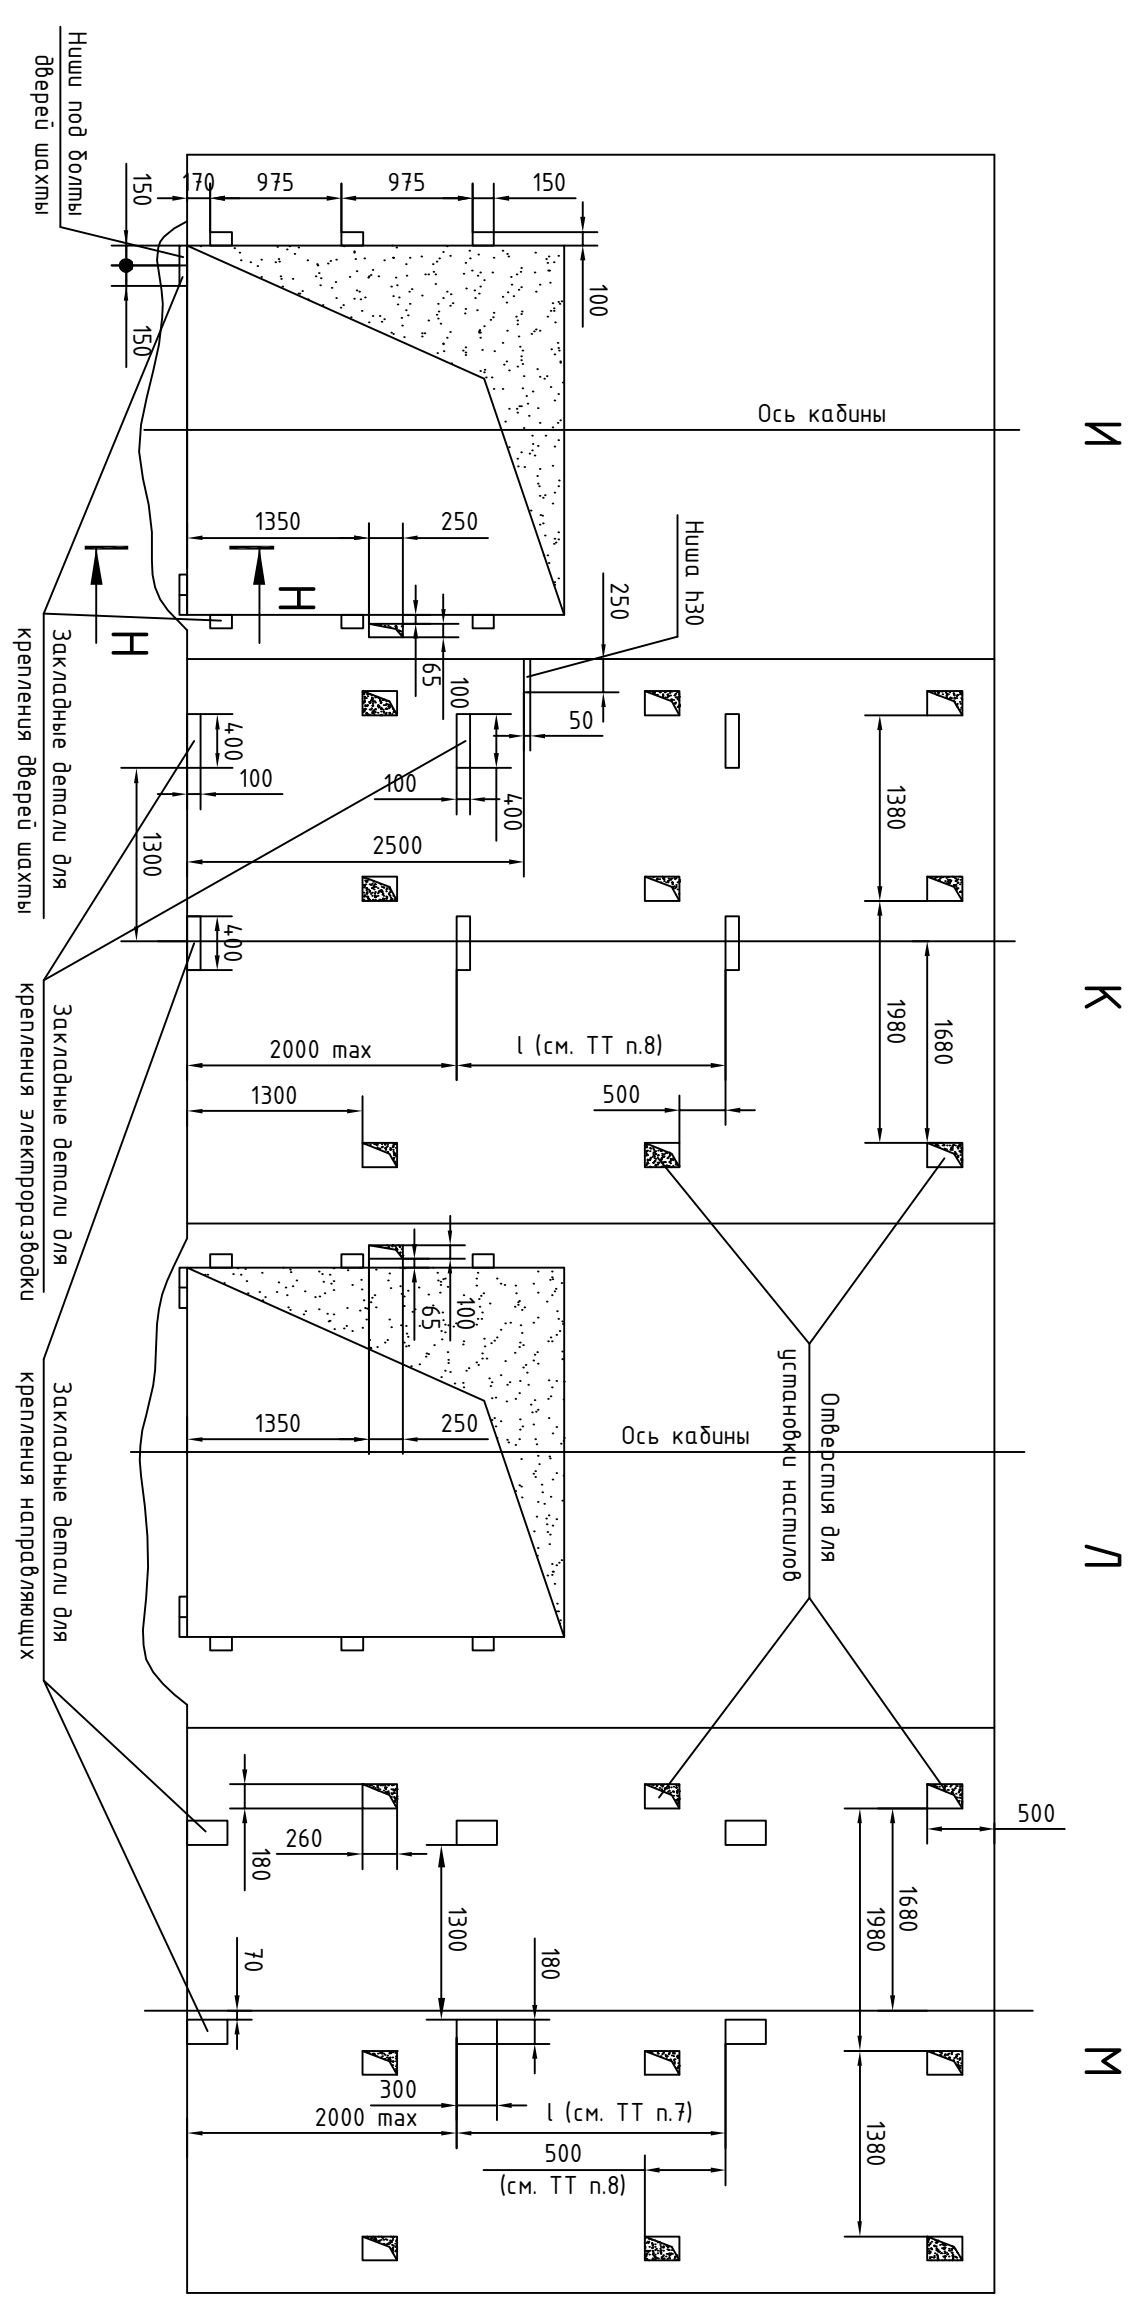 И
К
Л
М
150
170
975
975
150
100
150
Ниши под болты
дверей шахты
Ось кабины
1350
250
Н
Н
Ниша h30
250
65
100
50
Закладные детали для
крепления дверей шахты
400
100
1300
100
400
2500
1380
400
1980
1680
2000 max
l (см. ТТ п.8)
1300
500
Закладные детали для
крепления электроразводки
100
65
1350
250
Ось кабины
Отверстия для
установки настилов
Закладные детали для
крепления направляющих
500
260
180
1300
1680
1980
70
180
300
2000 max
l (см. ТТ п.7)
500
(см. ТТ п.8)
1380